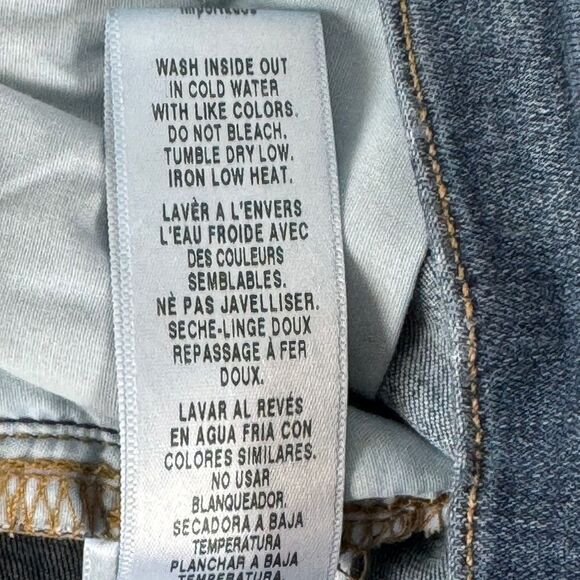 Importados
WASH INSIDE OUT
IN COLD WATER
WITH LIKE COLORS.
DO NOT BLEACH.
TUMBLE DRY LOW.
IRON LOW HEAT.
LAVÈR A L'ENVERS
L'EAU FROIDE AVEC
DES COULEURS
SEMBLABLES.
NÈ PAS JAVELLISER.
SECHE-LINGE DOUX
REPASSAGE À FER
DOUX.
LAVAR AL REVÉS
EN AGUA FRIA CON
COLORES SIMILARES.
NO USAR
BLANQUEADOR.
SECADORA A BAJA
TEMPERATURA
PLANCHAR A BAJA
TEMPERATURA